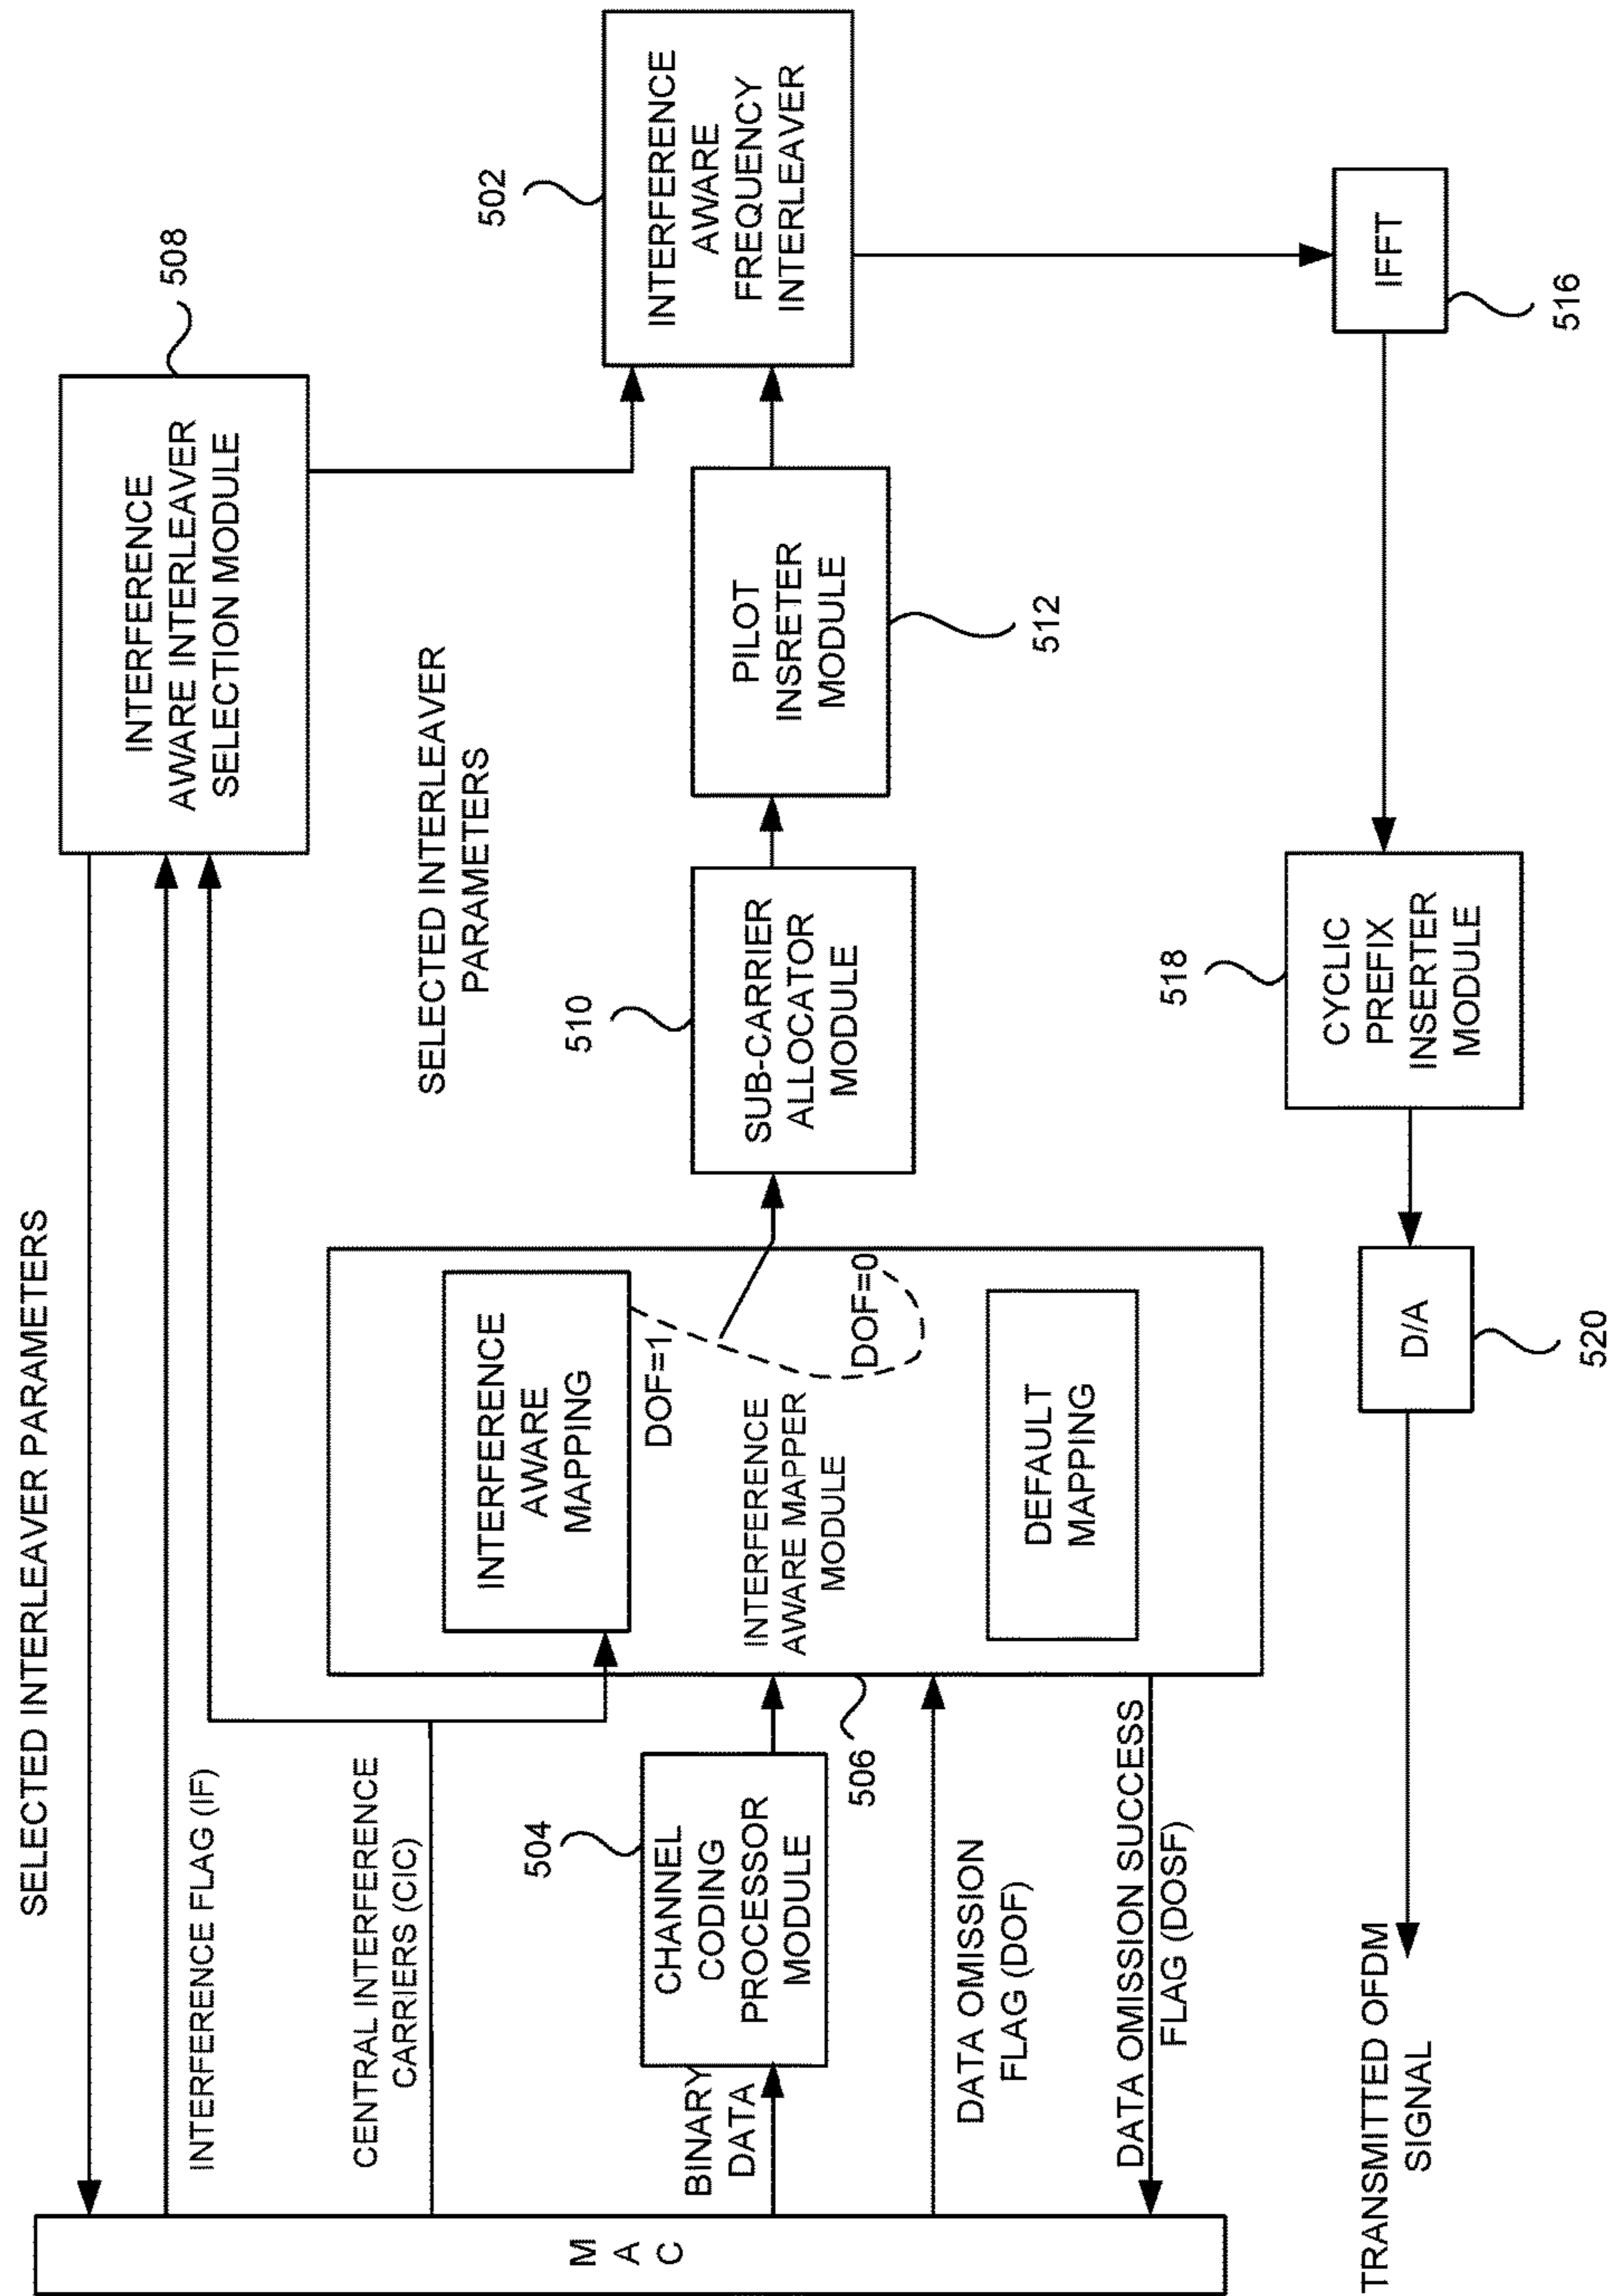 SELECTED INTERLEAVER PARAMETERS
INTERFERENCE FLAG (IF)
CENTRAL INTERFERENCE
CARRIERS (CIC)
INTERFERENCE
AWARE INTERLEAVER
SELECTION MODULE
508
SELECTED INTERLEAVER
PARAMETERS
M
A
C
BINARY
DATA
504
CHANNEL
CODING
PROCESSOR
MODULE
DATA OMISSION
FLAG (DOF)
DATA OMISSION SUCCESS
FLAG (DOSF)
506
INTERFERENCE
AWARE
MAPPING
DOF=1
INTERFERENCE
AWARE MAPPER
MODULE
DOF=0
DEFAULT
MAPPING
510
SUB-CARRIER
ALLOCATOR
MODULE
PILOT
INSRETER
MODULE
512
502
INTERFERENCE
AWARE
FREQUENCY
INTERLEAVER
IFFT
516
518
CYCLIC
PREFIX
INSERTER
MODULE
D/A
520
TRANSMITTED OFDM
SIGNAL